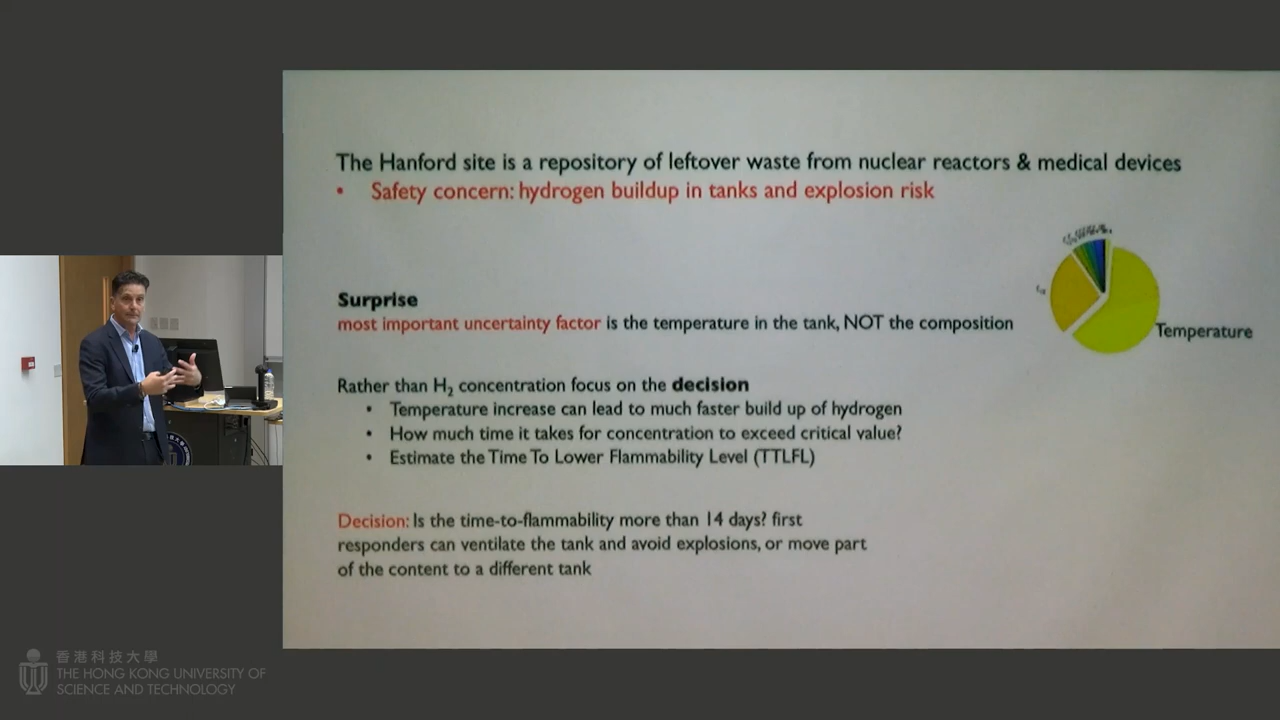 The Hanford site is a repository of leftover waste from nuclear reactors & medical devices
• Safety concern: hydrogen buildup in tanks and explosion risk
Surprise
most important uncertainty factor is the temperature in the tank, NOT the composition
Temperature
Rather than H₂ concentration focus on the decision
• Temperature increase can lead to much faster build up of hydrogen
• How much time it takes for concentration to exceed critical value?
• Estimate the Time To Lower Flammability Level (TTLFL)
Decision: Is the time-to-flammability more than 14 days? first
responders can ventilate the tank and avoid explosions, or move part
of the content to a different tank
香港科技大學
THE HONG KONG UNIVERSITY OF
SCIENCE AND TECHNOLOGY